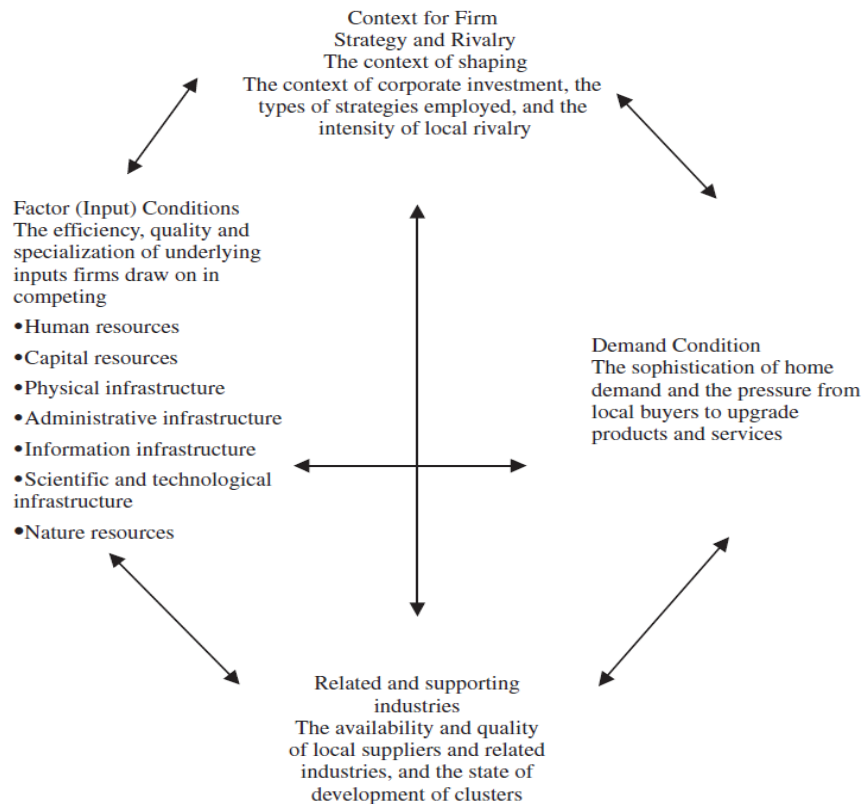 Context for Firm
Strategy and Rivalry
The context of shaping
The context of corporate investment, the
types of strategies employed, and the
intensity of local rivalry
Factor (Input) Conditions
The efficiency, quality and
specialization of underlying
inputs firms draw on in
competing
•Human resources
•Capital resources
•Physical infrastructure
•Administrative infrastructure
•Information infrastructure
•Scientific and technological
infrastructure
•Nature resources
Demand Condition
The sophistication of home
demand and the pressure from
local buyers to upgrade
products and services
Related and supporting
industries
The availability and quality
of local suppliers and related
industries, and the state of
development of clusters